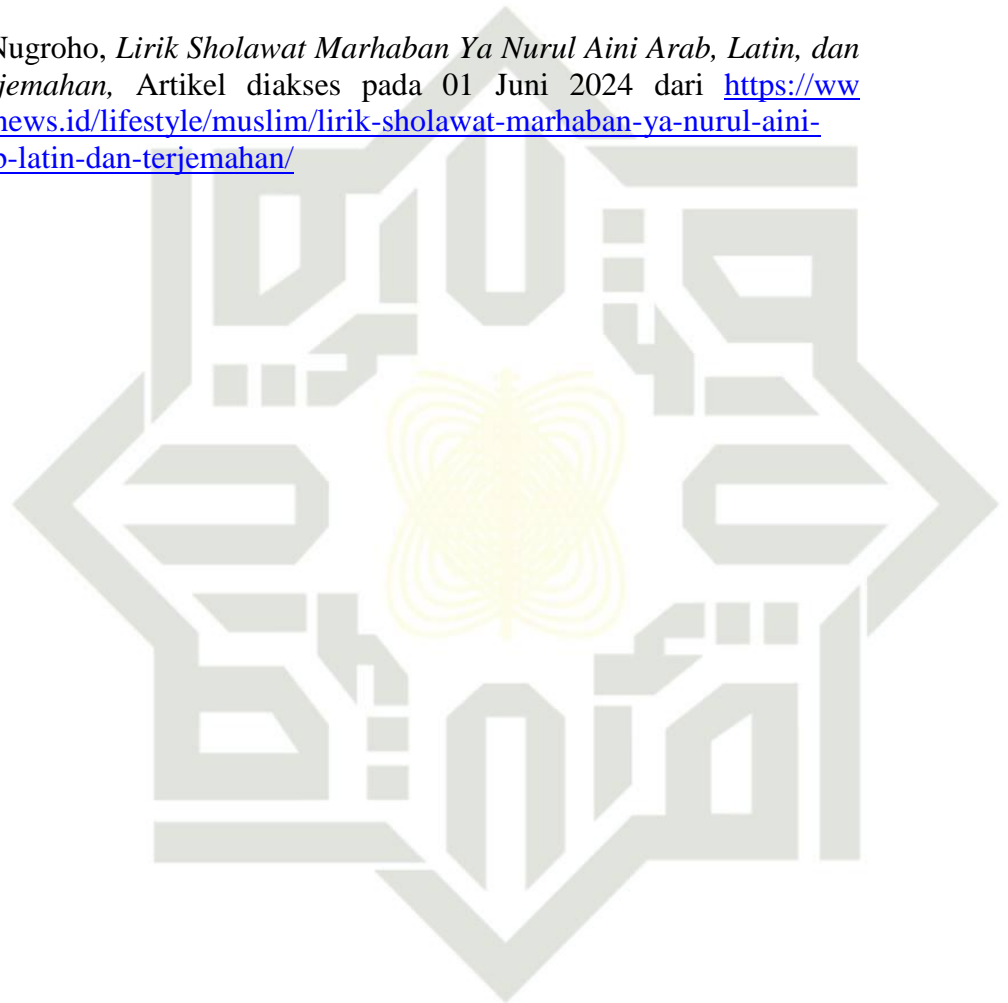 Nugroho, Lirik Sholawat Marhaban Ya Nurul Aini Arab, Latin, dan
jemahan, Artikel diakses pada 01 Juni 2024 dari https://ww
news.id/lifestyle/muslim/lirik-sholawat-marhaban-ya-nurul-aini-
-latin-dan-terjemahan/